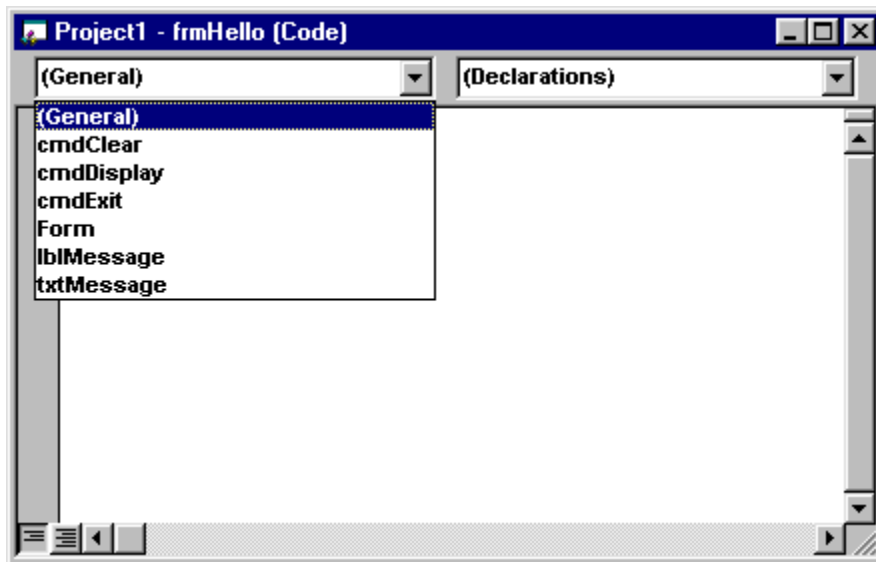 Project1 - frmHello (Code)
(General) (Declarations)
(General)
cmdClear
cmdDisplay
cmdExit
Form
lblMessage
txtMessage